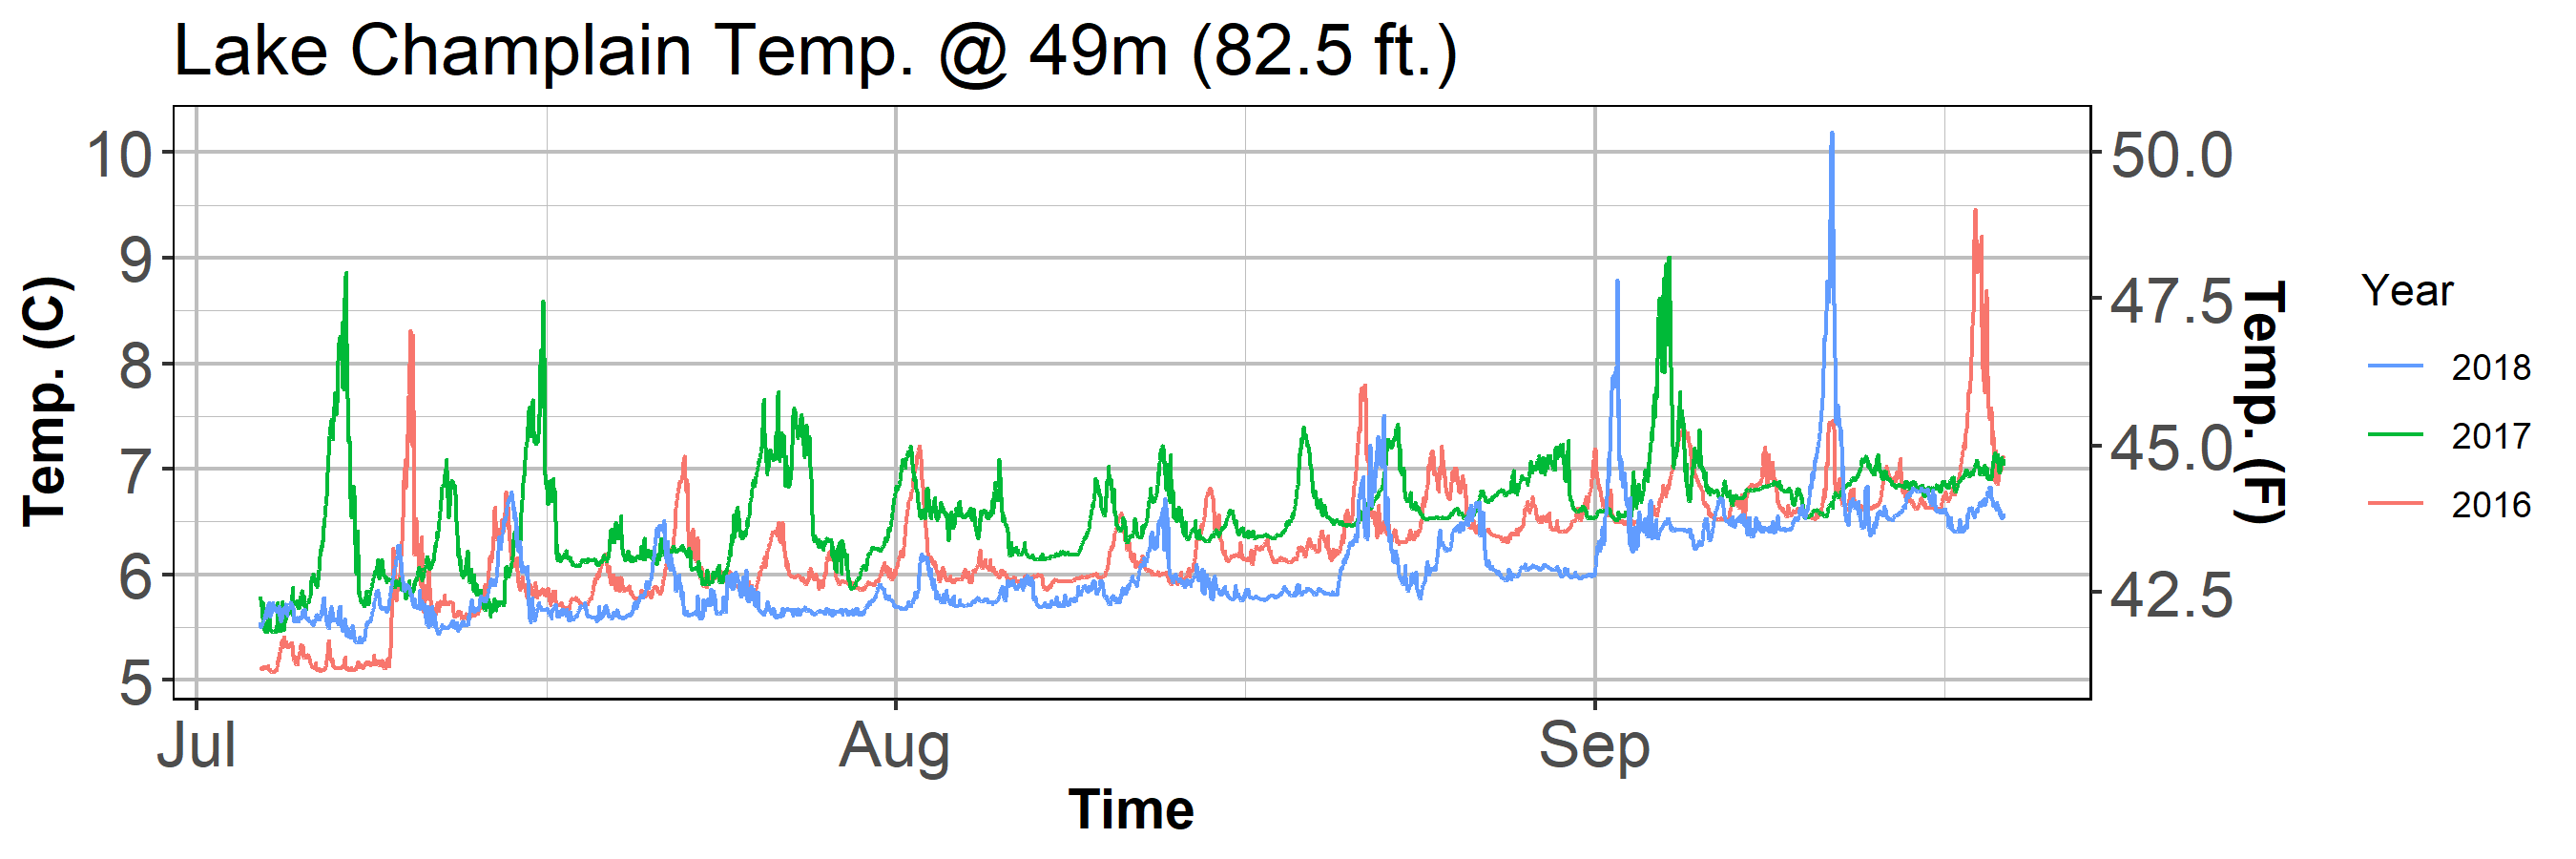 Lake Champlain Temp. @ 49m (82.5 ft.)
10
9
8
7
6
5
Temp. (C)
50.0
47.5
45.0
42.5
Temp. (F)
Jul
Aug
Sep
Time
Year
2018
2017
2016